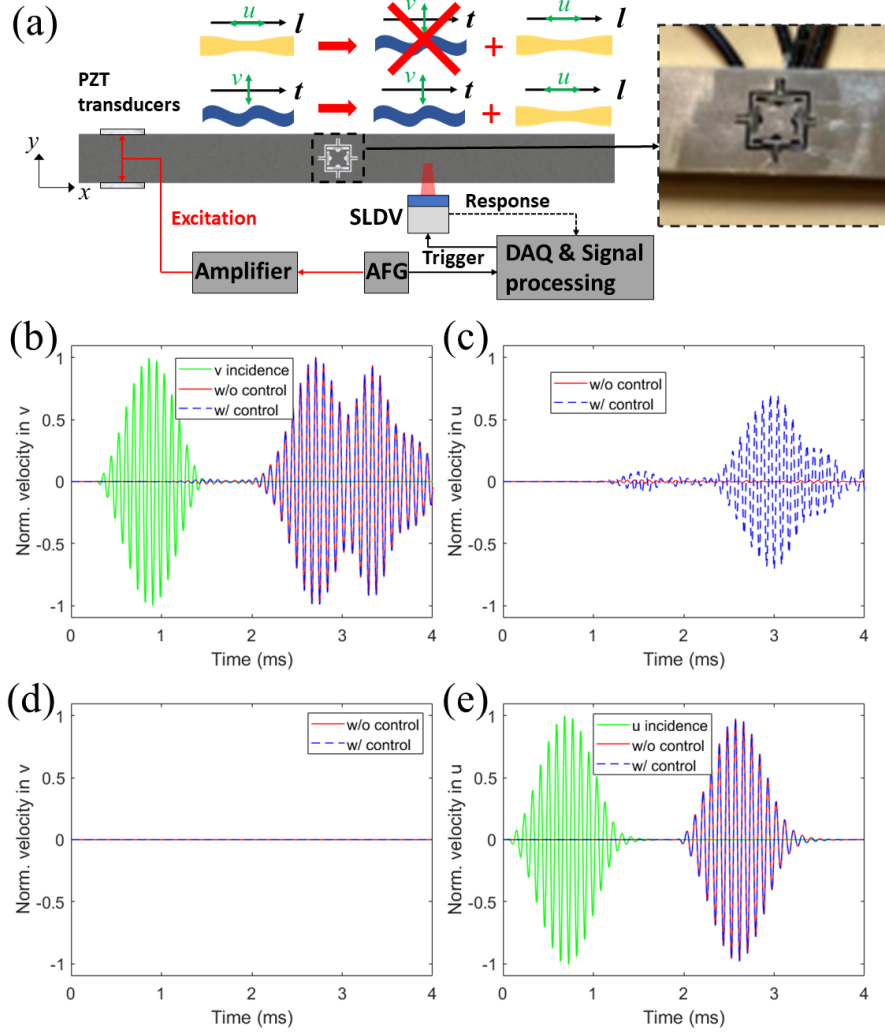 (a)
u l v t u l
+
PZT
transducers
v t v t u l
+
y
x
Excitation
SLDV
Response
Trigger
Amplifier
AFG
DAQ & Signal
processing
(b)
Norm. velocity in v
1
0.5
0
-0.5
-1
v incidence
w/o control
w/ control
0 1 2 3 4
Time (ms)
(c)
Norm. velocity in u
1
0.5
0
-0.5
-1
w/o control
w/ control
0 1 2 3 4
Time (ms)
(d)
Norm. velocity in v
1
0.5
0
-0.5
-1
w/o control
w/ control
0 1 2 3 4
Time (ms)
(e)
Norm. velocity in u
1
0.5
0
-0.5
-1
u incidence
w/o control
w/ control
0 1 2 3 4
Time (ms)